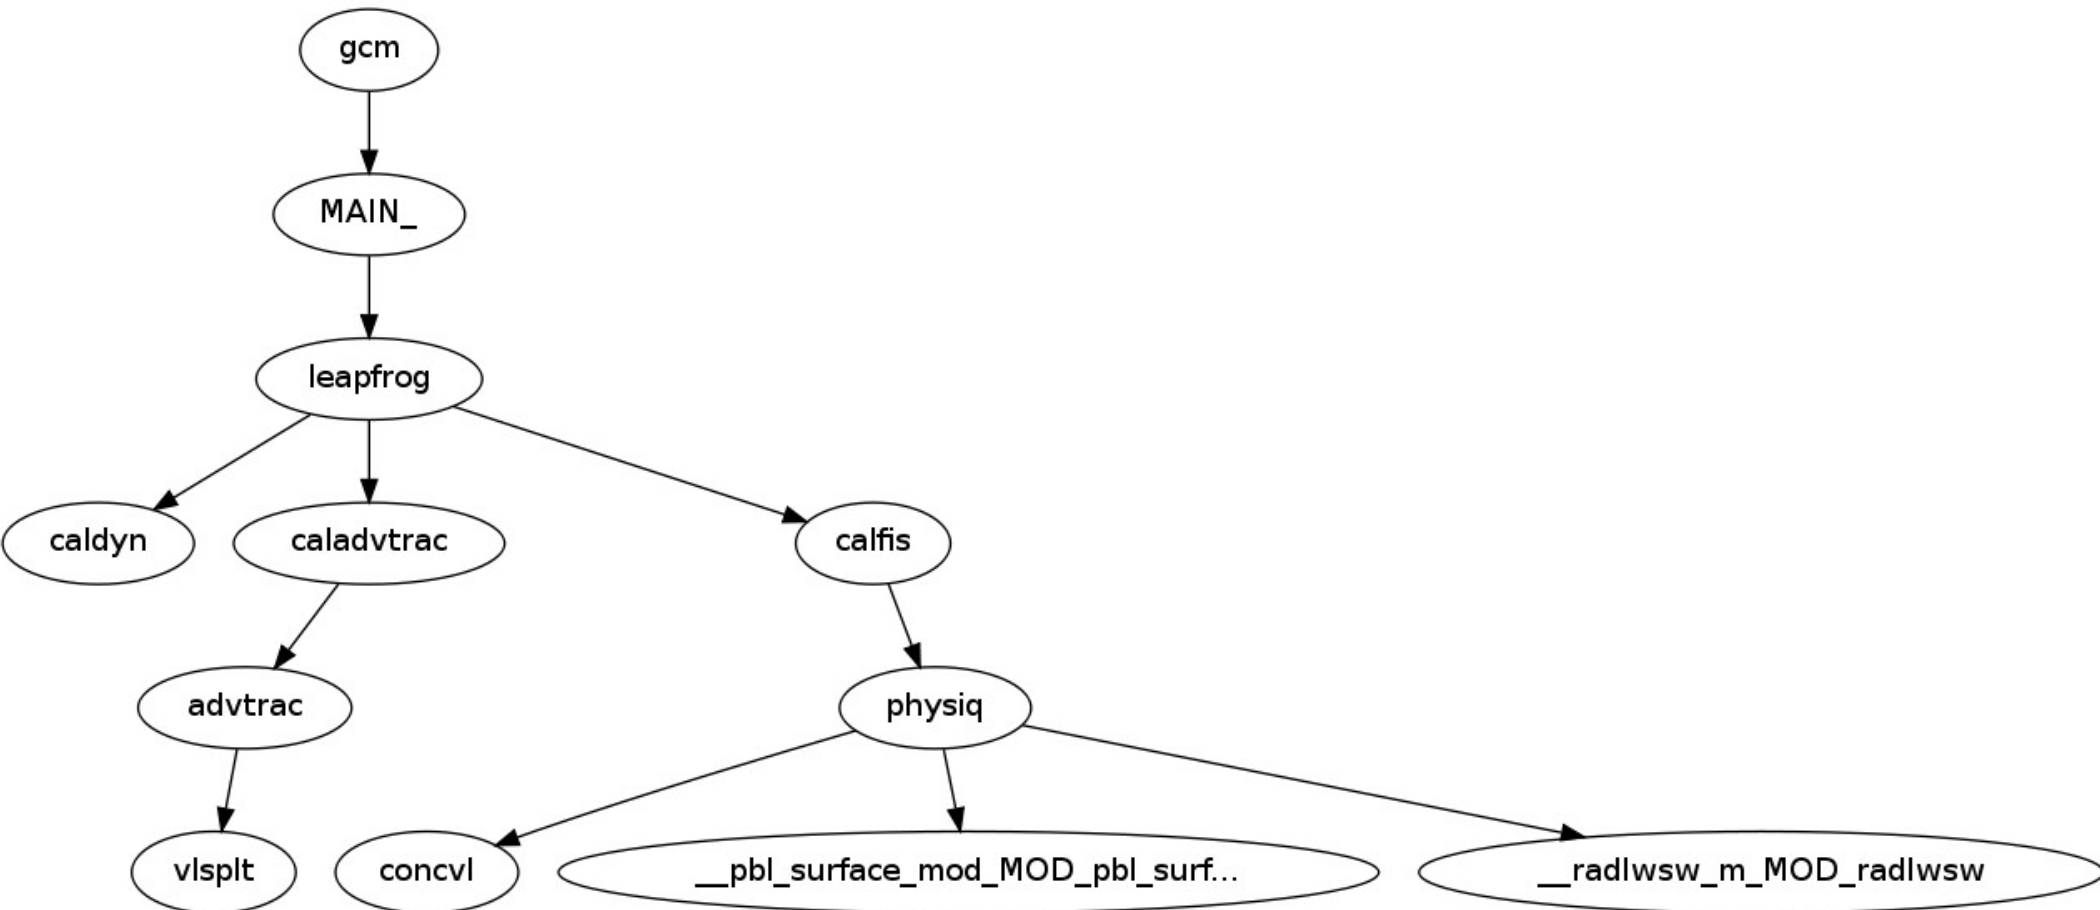 gcm
MAIN_
leapfrog
caldyn
caladvtrac
calfis
advtrac
physiq
vlsplt
concvl
__pbl_surface_mod_MOD_pbl_surf...
__radlwsw_m_MOD_radlwsw